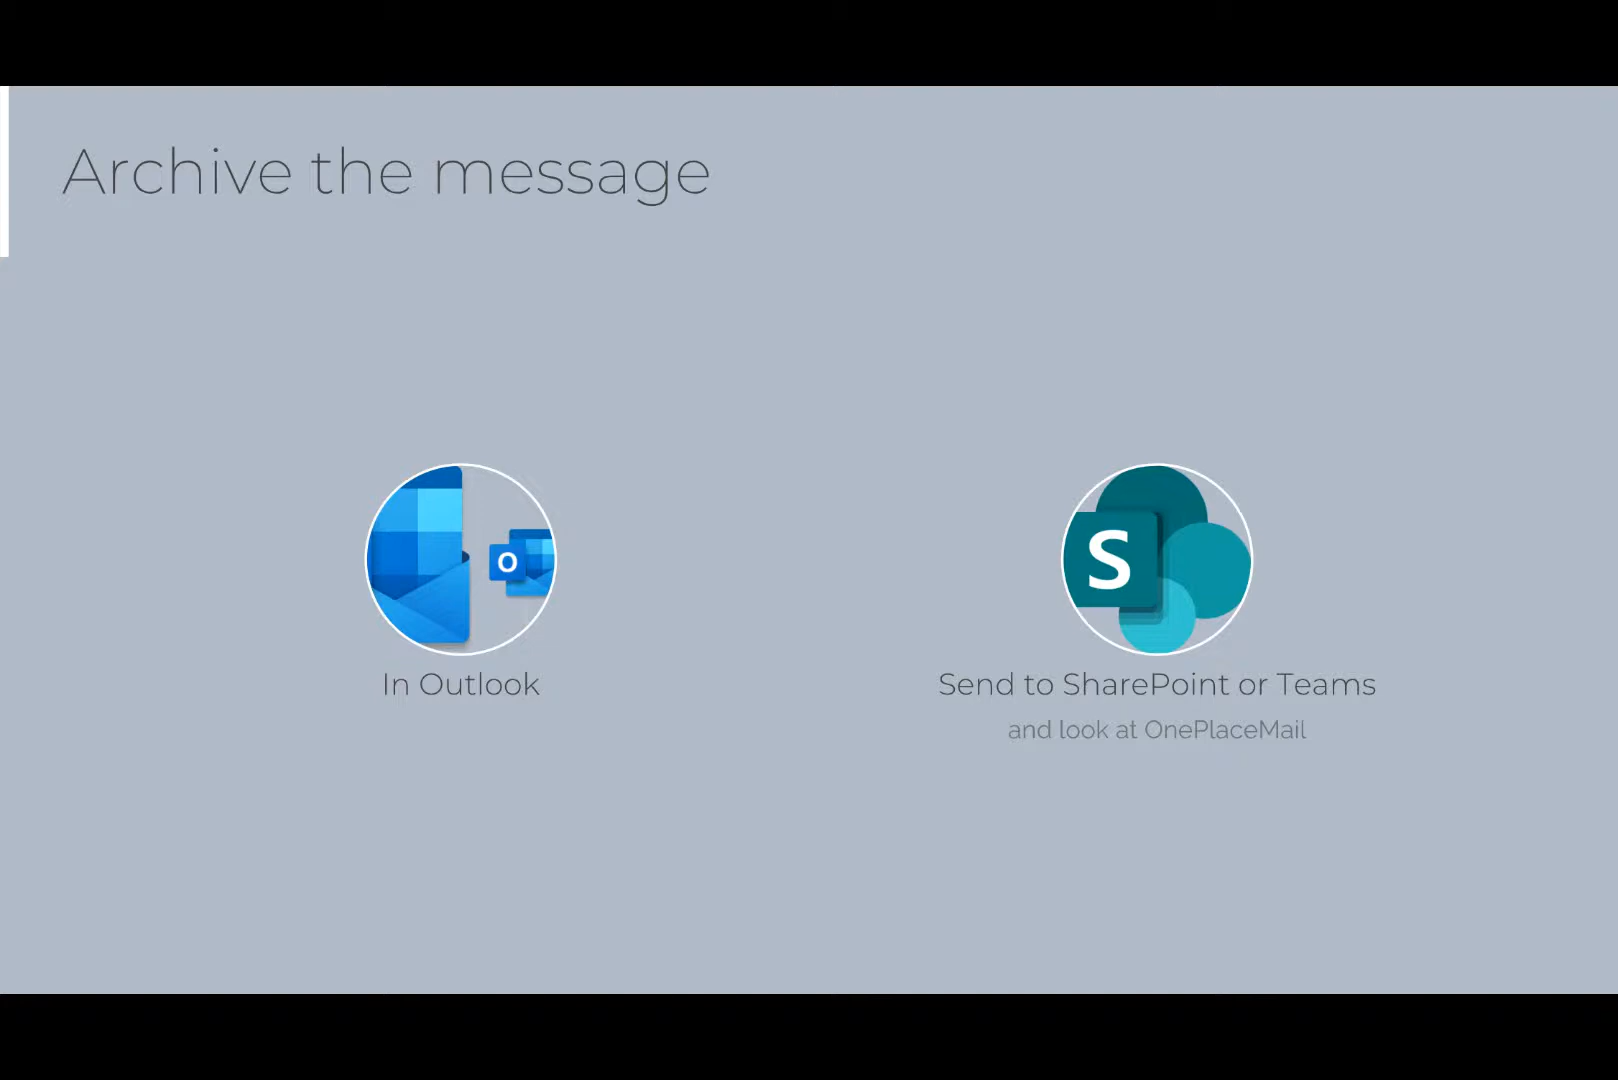 Archive the message
O
S
In Outlook
Send to SharePoint or Teams
and look at OnePlaceMail